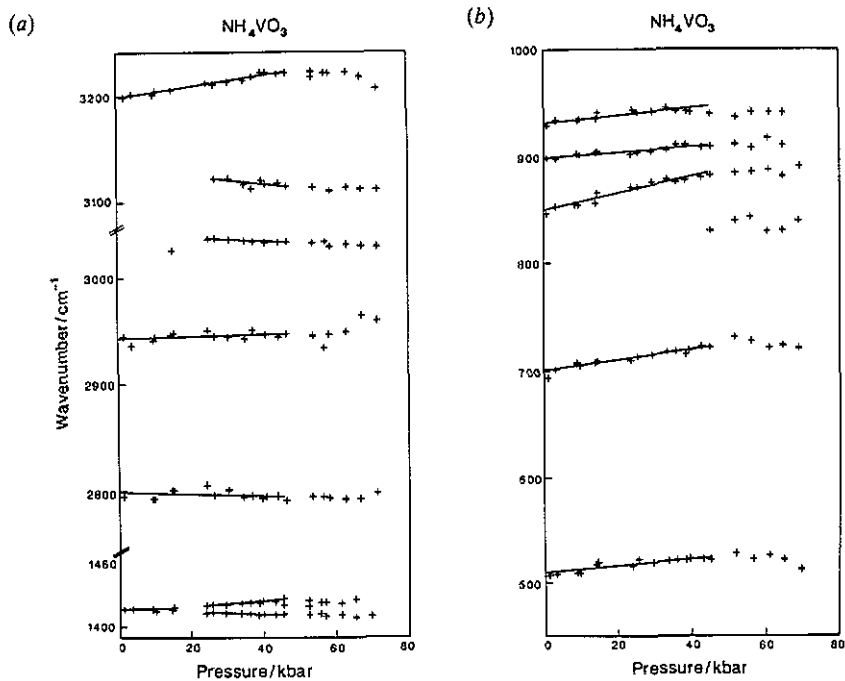 (a)
NH₄VO₃
3200
3100
3000
2900
2800
1450
1400
0 20 40 60 80
Pressure/kbar
Wavenumber/cm⁻¹
(b)
NH₄VO₃
1000
900
800
700
600
500
0 20 40 60 80
Pressure/kbar